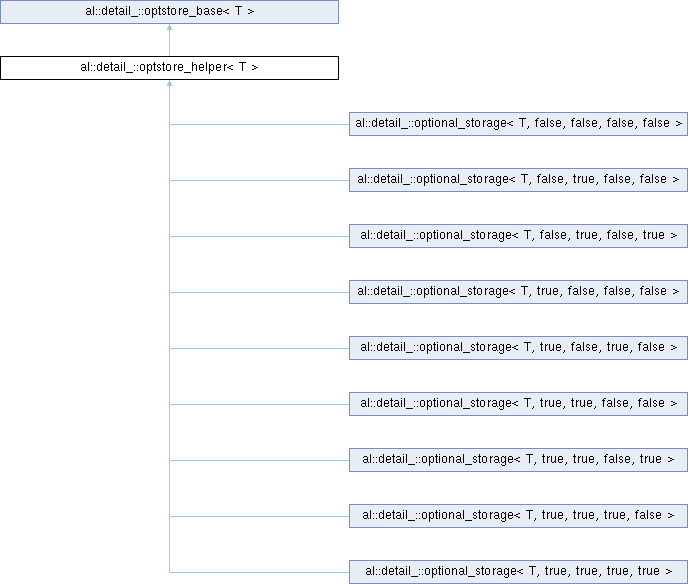 al::detail_::optstore_base< T >
al::detail_::optstore_helper< T >
al::detail_::optional_storage< T, false, false, false, false >
al::detail_::optional_storage< T, false, true, false, false >
al::detail_::optional_storage< T, false, true, false, true >
al::detail_::optional_storage< T, true, false, false, false >
al::detail_::optional_storage< T, true, false, true, false >
al::detail_::optional_storage< T, true, true, false, false >
al::detail_::optional_storage< T, true, true, false, true >
al::detail_::optional_storage< T, true, true, true, false >
al::detail_::optional_storage< T, true, true, true, true >